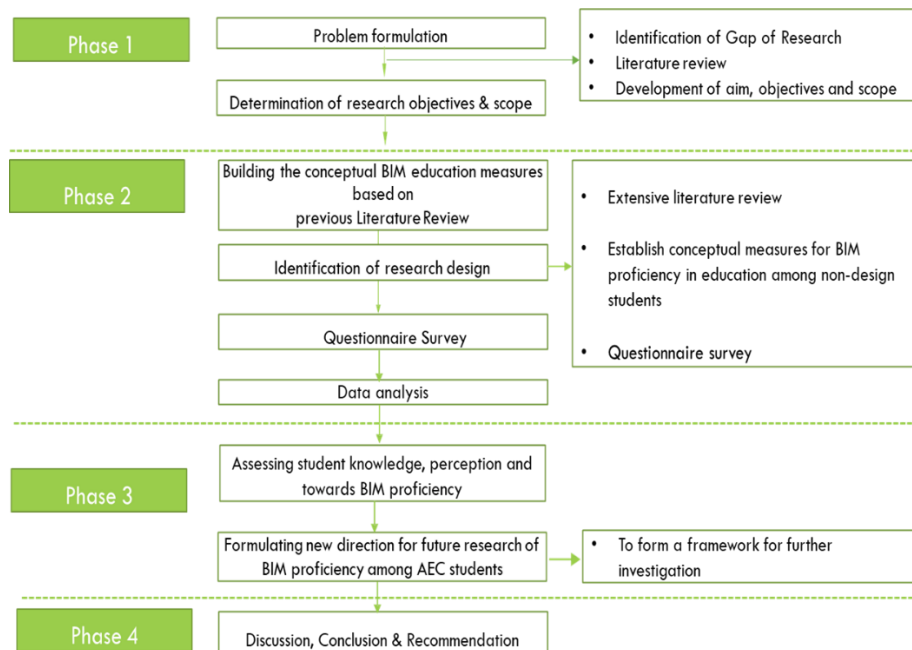 Phase 1
Problem formulation
Determination of research objectives & scope
• Identification of Gap of Research
• Literature review
• Development of aim, objectives and scope
Phase 2
Building the conceptual BIM education measures
based on
previous Literature Review
Identification of research design
Questionnaire Survey
Data analysis
• Extensive literature review
• Establish conceptual measures for BIM
proficiency in education among non-design
students
• Questionnaire survey
Phase 3
Assessing student knowledge, perception and
towards BIM proficiency
Formulating new direction for future research of
BIM proficiency among AEC students
• To form a framework for further
investigation
Phase 4
Discussion, Conclusion & Recommendation